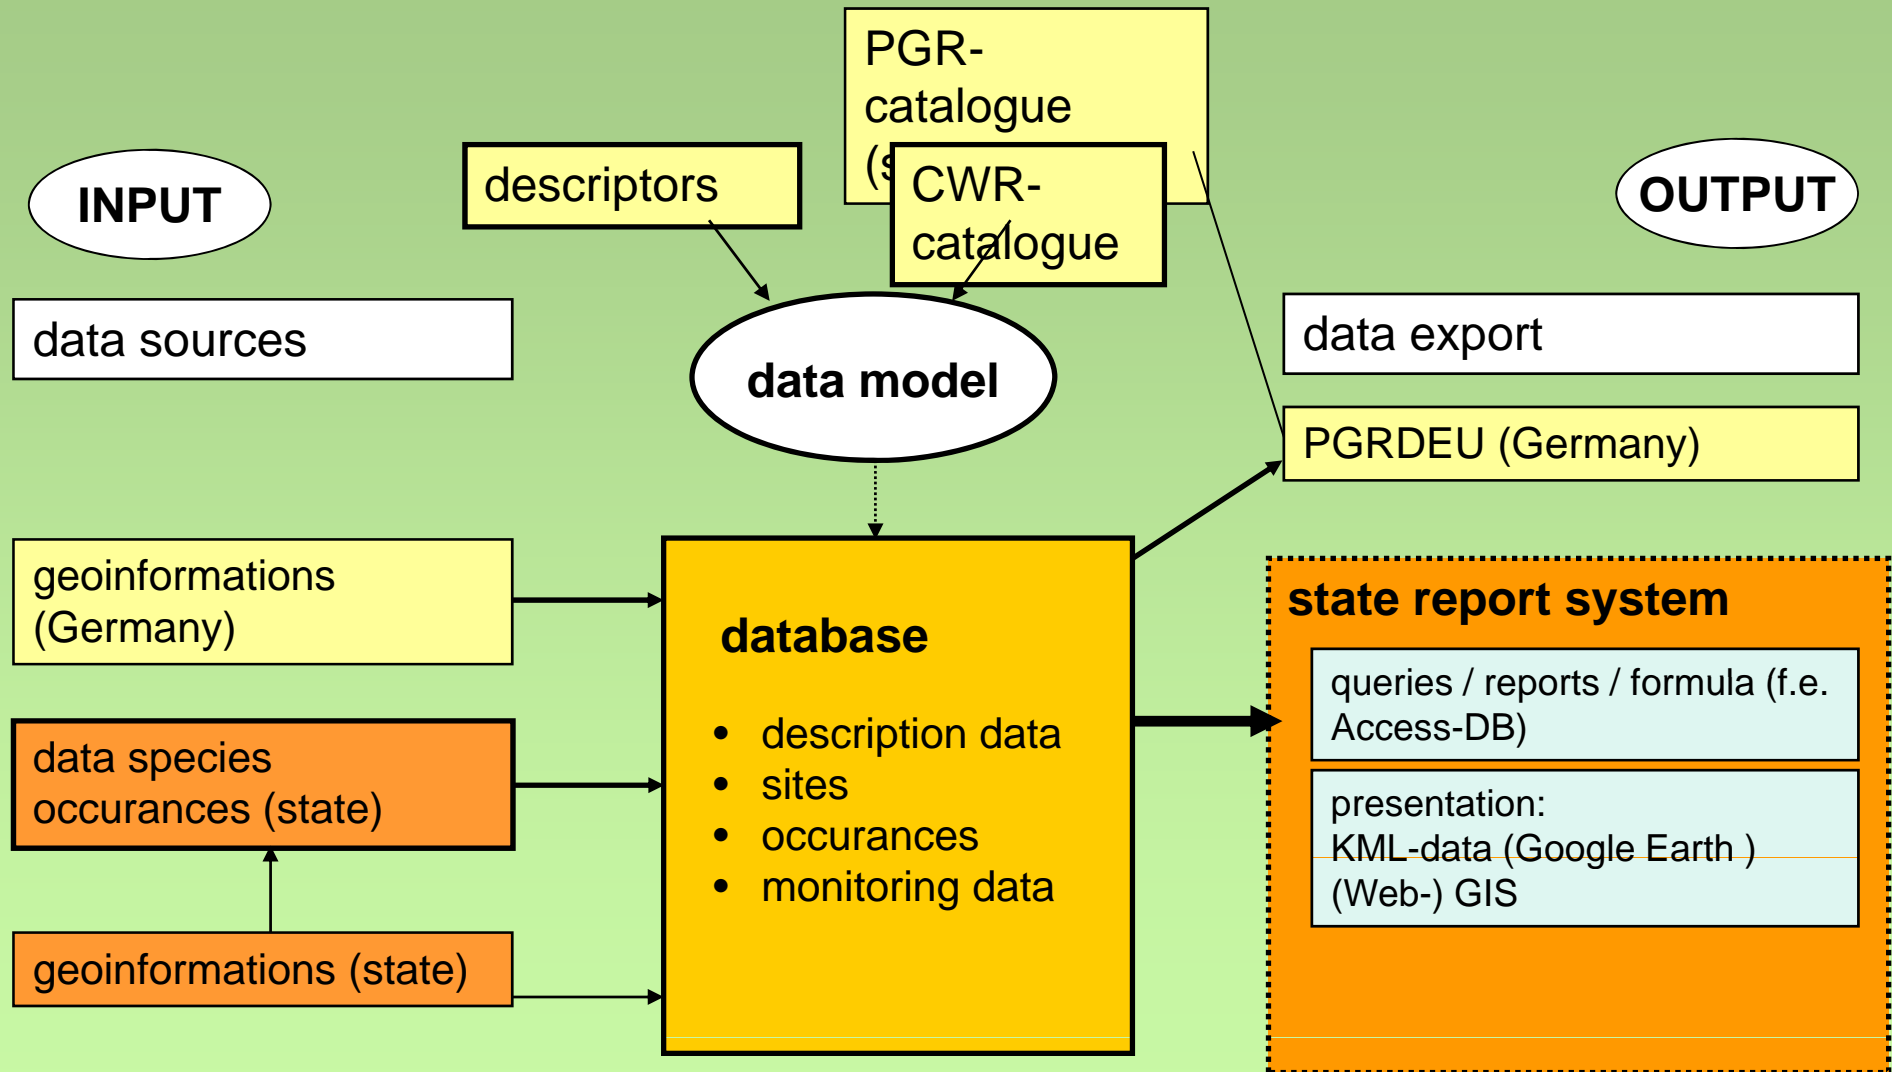 PGR-
catalogue
INPUT
descriptors
CWR-
catalogue
OUTPUT
data sources
data model
data export
PGRDEU (Germany)
geoinformations
(Germany)
data species
occurances (state)
geoinformations (state)
database
• description data
• sites
• occurances
• monitoring data
state report system
queries / reports / formula (f.e.
Access-DB)
presentation:
KML-data (Google Earth )
(Web-) GIS